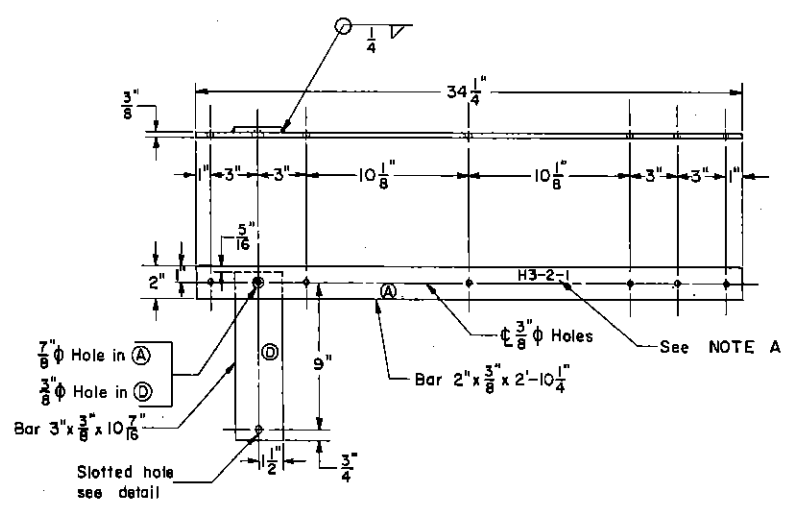 1/4
34 1/4"
3/8"
1" 3" 3" 10 1/8" 10 1/8" 3" 3" 1"
5/16"
2" 1"
H3-2-1
A
℄ 3/8"ϕ Holes
See NOTE A
7/8"ϕ Hole in A
D
9"
3/8"ϕ Hole in D
Bar 2"x 3/8"x 2'-10 1/4"
Bar 3"x 3/8"x 10 7/16"
1 1/2"
3/4"
Slotted hole
see detail